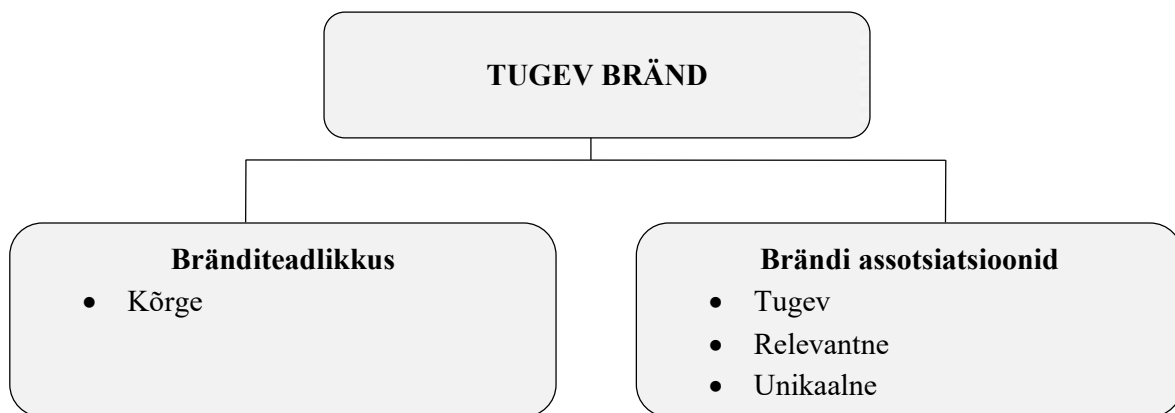 TUGEV BRÄND
Bränditeadlikkus
• Kõrge
Brändi assotsiatsioonid
• Tugev
• Relevantne
• Unikaalne